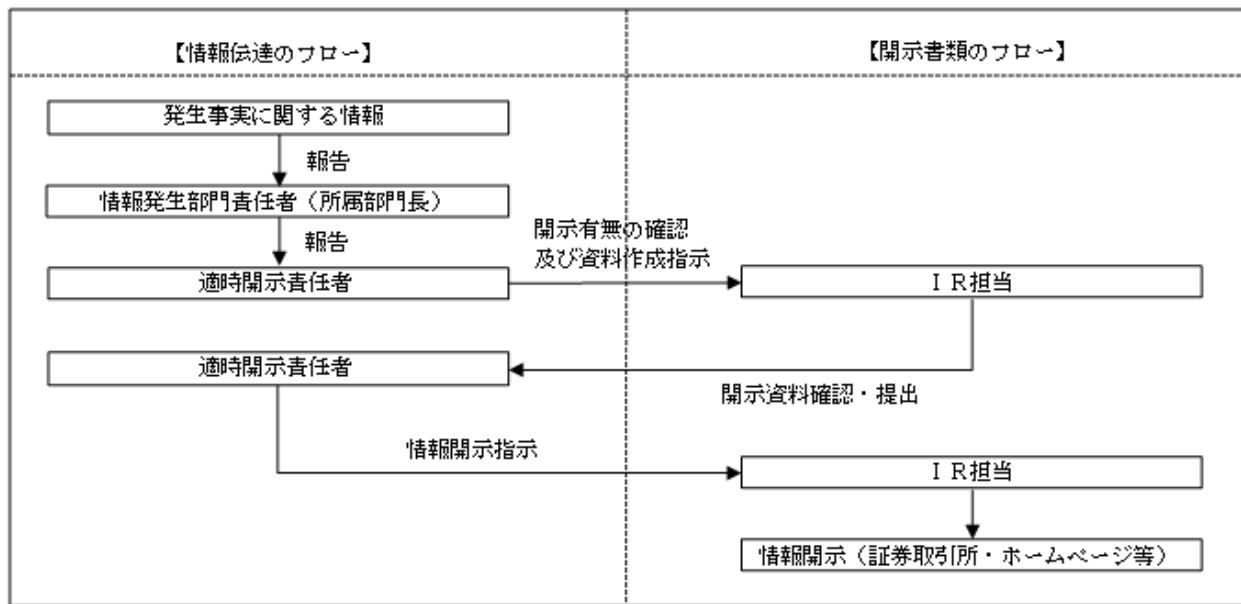 【情報伝達のフロー】
【開示書類のフロー】
発生事実に関する情報
報告
情報発生部門責任者（所属部門長）
報告
開示有無の確認
及び資料作成指示
適時開示責任者
ＩＲ担当
適時開示責任者
開示資料確認・提出
情報開示指示
ＩＲ担当
情報開示（証券取引所・ホームページ等）